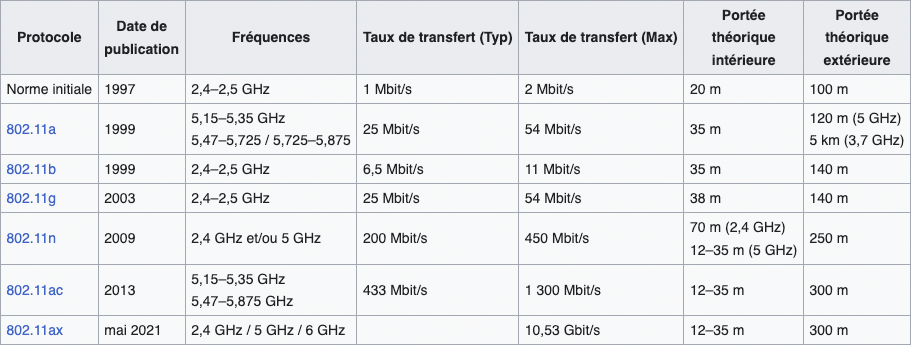 Protocole | Date de publication | Fréquences | Taux de transfert (Typ) | Taux de transfert (Max) | Portée théorique intérieure | Portée théorique extérieure
Norme initiale | 1997 | 2,4–2,5 GHz | 1 Mbit/s | 2 Mbit/s | 20 m | 100 m
802.11a | 1999 | 5,15–5,35 GHz 5,47–5,725 / 5,725–5,875 | 25 Mbit/s | 54 Mbit/s | 35 m | 120 m (5 GHz) 5 km (3,7 GHz)
802.11b | 1999 | 2,4–2,5 GHz | 6,5 Mbit/s | 11 Mbit/s | 35 m | 140 m
802.11g | 2003 | 2,4–2,5 GHz | 25 Mbit/s | 54 Mbit/s | 38 m | 140 m
802.11n | 2009 | 2,4 GHz et/ou 5 GHz | 200 Mbit/s | 450 Mbit/s | 70 m (2,4 GHz) 12–35 m (5 GHz) | 250 m
802.11ac | 2013 | 5,15–5,35 GHz 5,47–5,875 GHz | 433 Mbit/s | 1 300 Mbit/s | 12–35 m | 300 m
802.11ax | mai 2021 | 2,4 GHz / 5 GHz / 6 GHz | | 10,53 Gbit/s | 12–35 m | 300 m